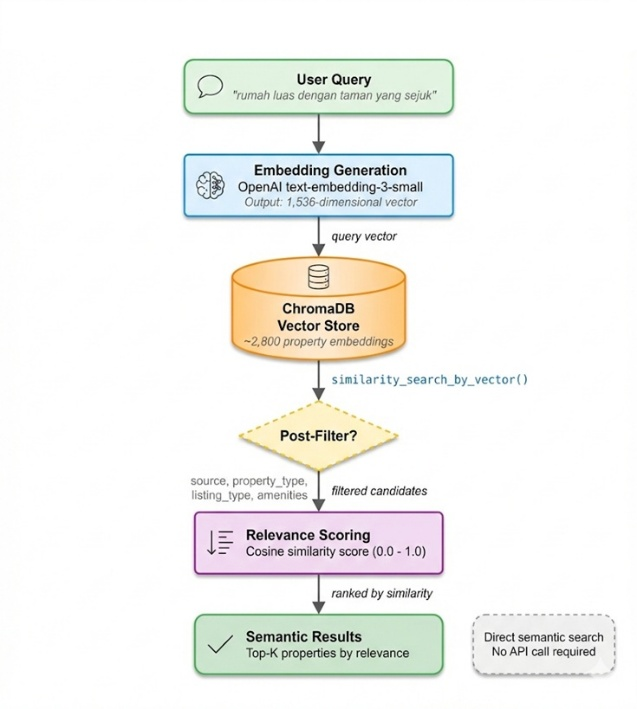 User Query
"rumah luas dengan taman yang sejuk"
Embedding Generation
OpenAI text-embedding-3-small
Output: 1,536-dimensional vector
query vector
ChromaDB
Vector Store
~2,800 property embeddings
similarity_search_by_vector()
Post-Filter?
source, property_type,
listing_type, amenities
filtered candidates
Relevance Scoring
Cosine similarity score (0.0 - 1.0)
ranked by similarity
Semantic Results
Top-K properties by relevance
Direct semantic search
No API call required